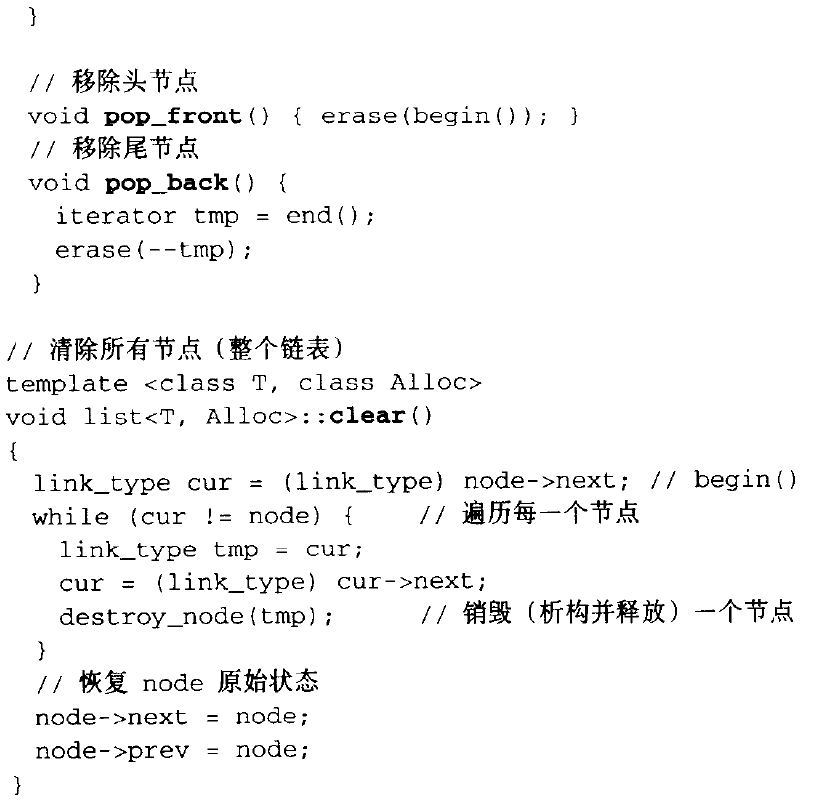 }
// 移除头节点
void pop_front() { erase(begin()); }
// 移除尾节点
void pop_back() {
iterator tmp = end();
erase(--tmp);
}
// 清除所有节点（整个链表）
template <class T, class Alloc>
void list<T, Alloc>::clear()
{
link_type cur = (link_type) node->next; // begin()
while (cur != node) { // 遍历每一个节点
link_type tmp = cur;
cur = (link_type) cur->next;
destroy_node(tmp); // 销毁（析构并释放）一个节点
}
// 恢复 node 原始状态
node->next = node;
node->prev = node;
}